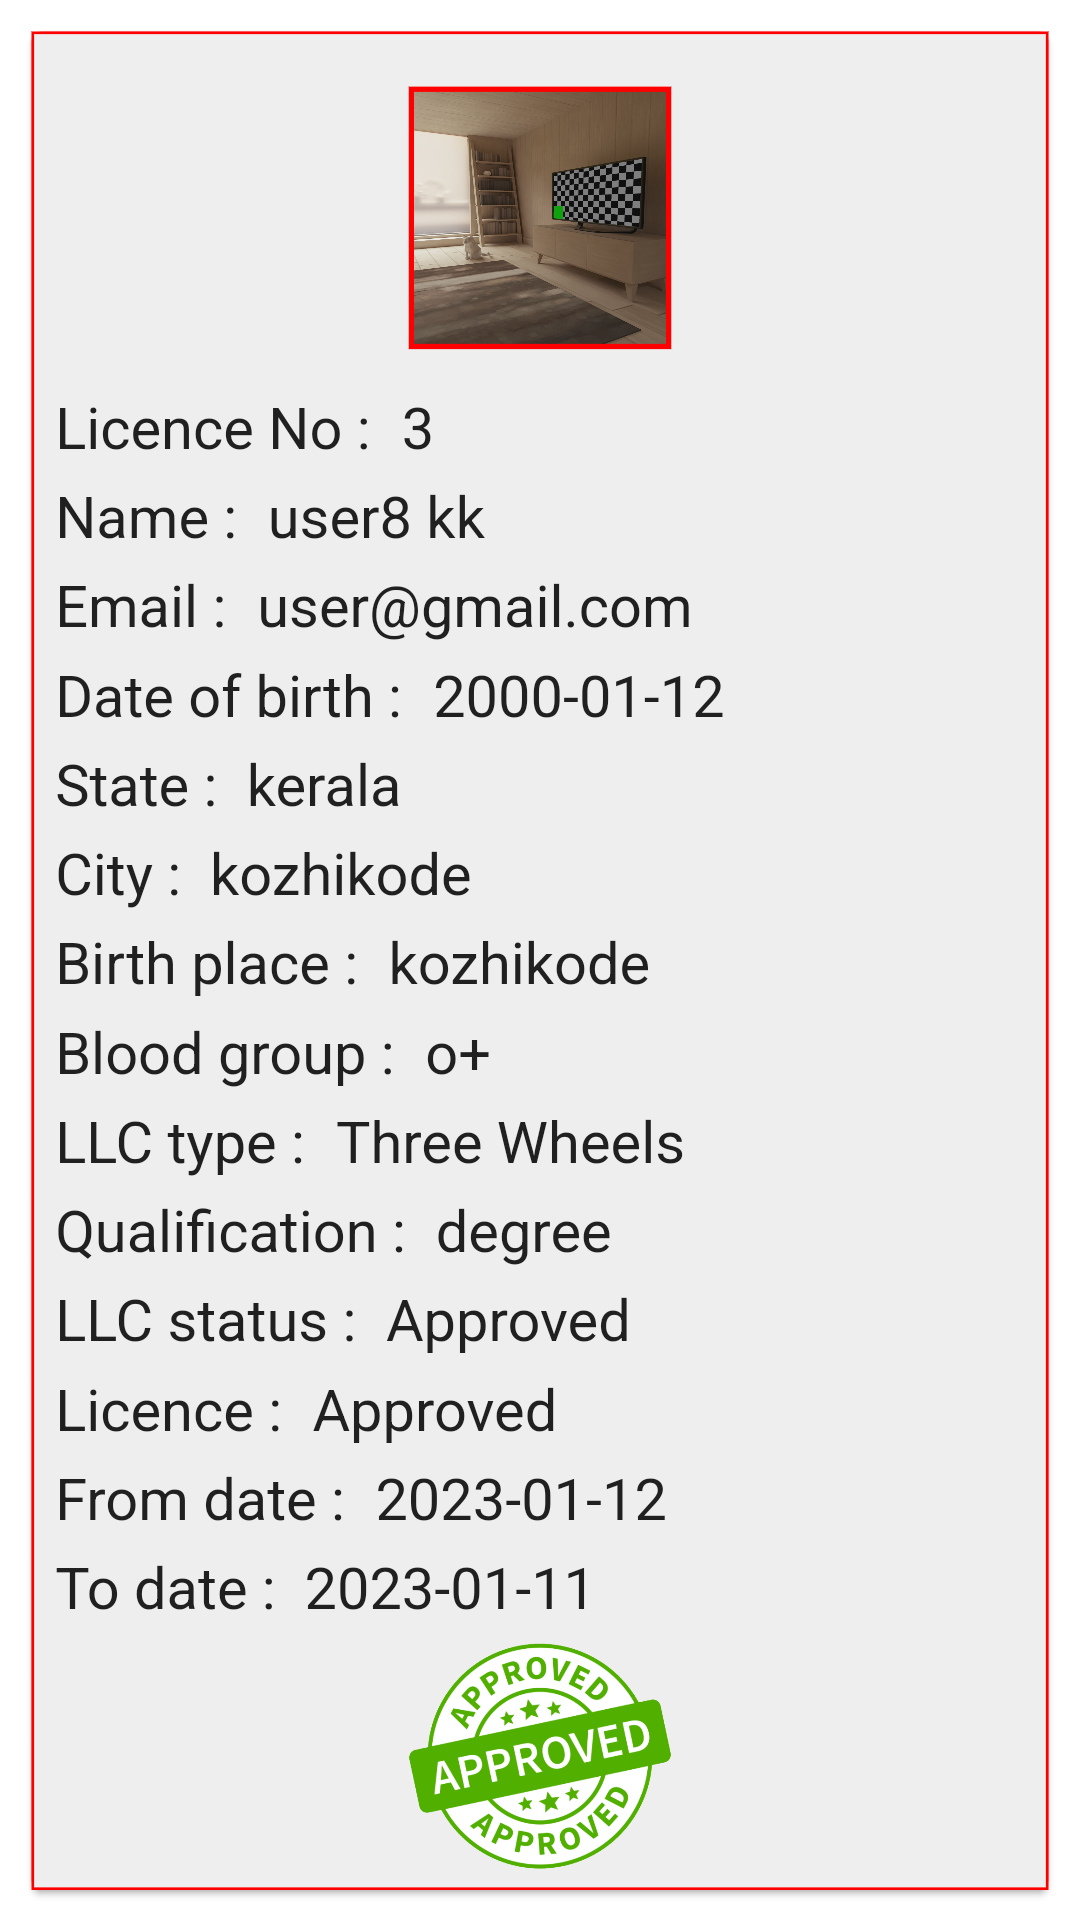 Licence No :  3
Name :  user8 kk
Email :  user@gmail.com
Date of birth :  2000-01-12
State :  kerala
City :  kozhikode
Birth place :  kozhikode
Blood group :  o+
LLC type :  Three Wheels
Qualification :  degree
LLC status :  Approved
Licence :  Approved
From date :  2023-01-12
To date :  2023-01-11
APPROVED
APPROVED
APPROVED